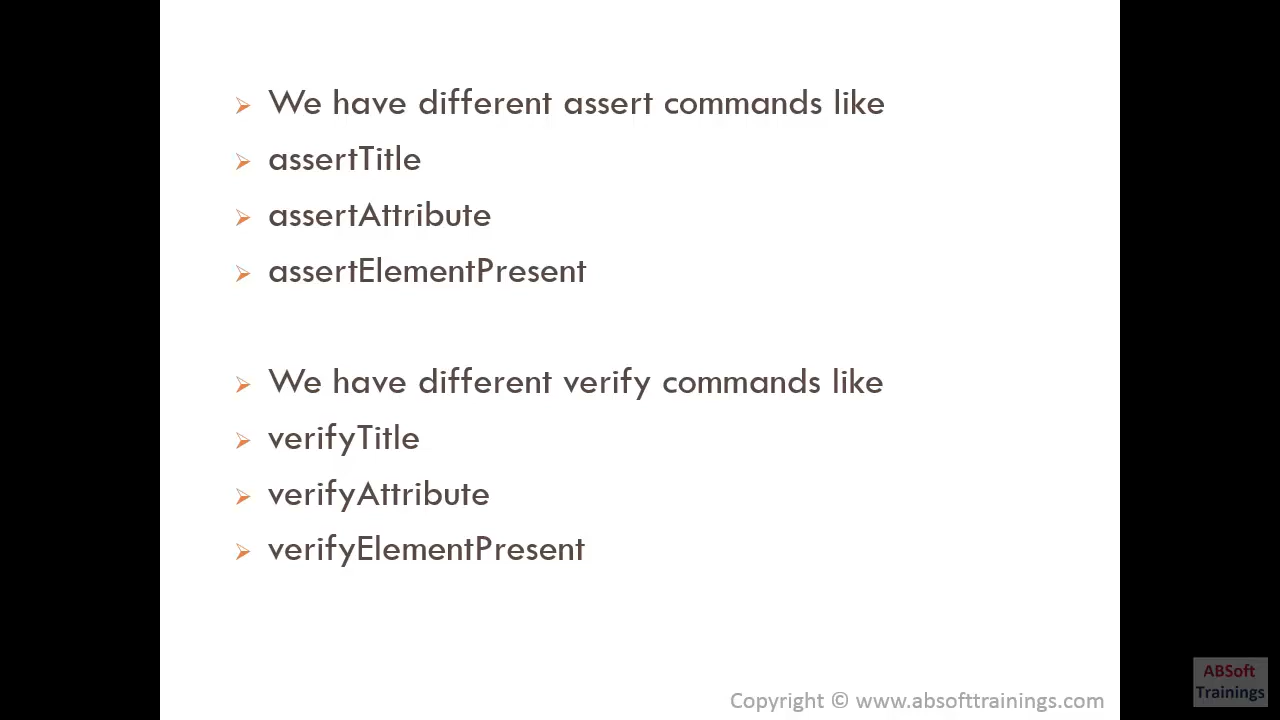 We have different assert commands like
assertTitle
assertAttribute
assertElementPresent
We have different verify commands like
verifyTitle
verifyAttribute
verifyElementPresent
Copyright © www.absofttrainings.com
ABSoft
Trainings